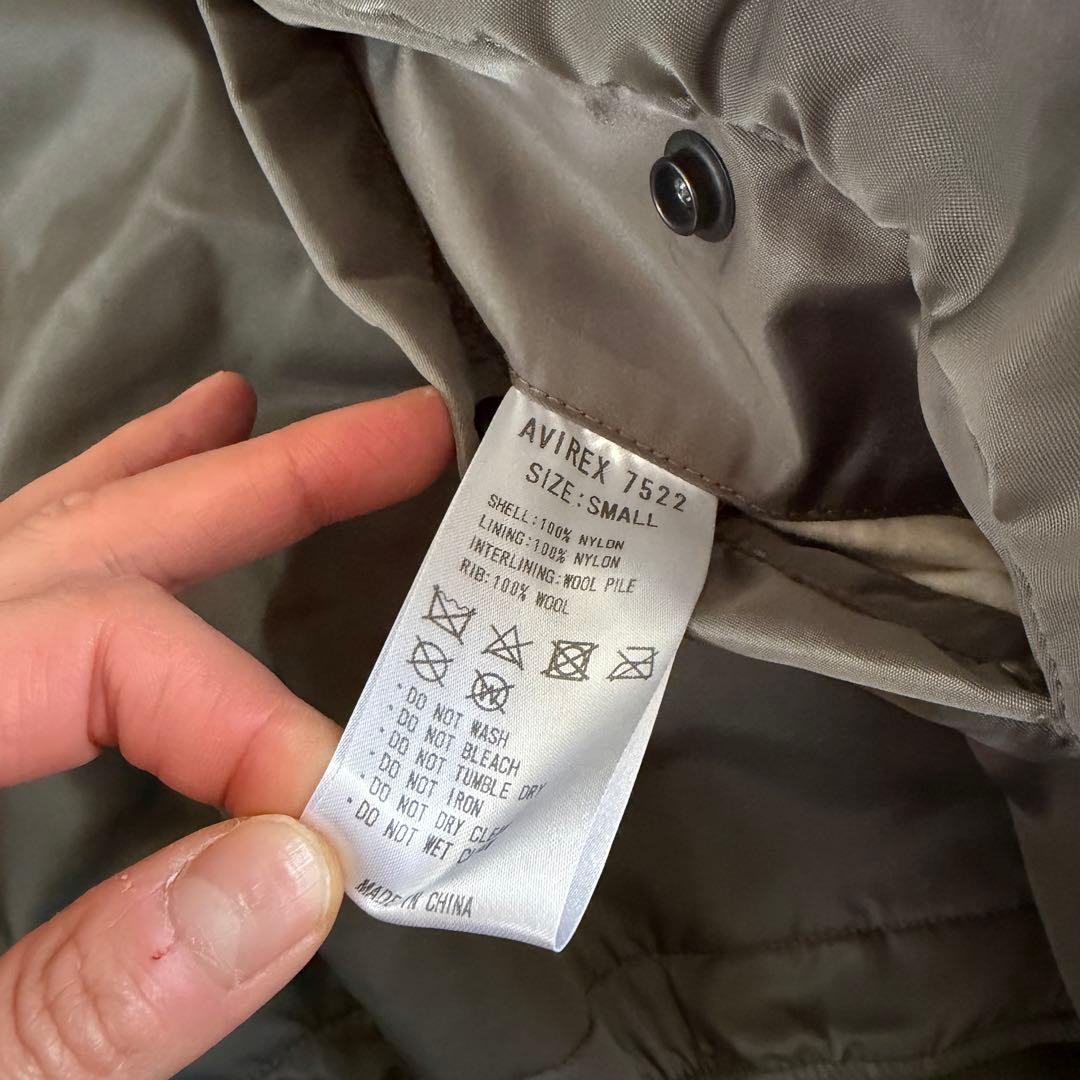 AVIREX 7522
SIZE:SMALL
SHELL:100% NYLON
LINING:100% NYLON
INTERLINING:WOOL PILE
RIB:100% WOOL
W
・DO NOT WASH
・DO NOT BLEACH
・DO NOT TUMBLE DRY
・DO NOT IRON
・DO NOT DRY
・DO NOT WET
MADE IN CHINA